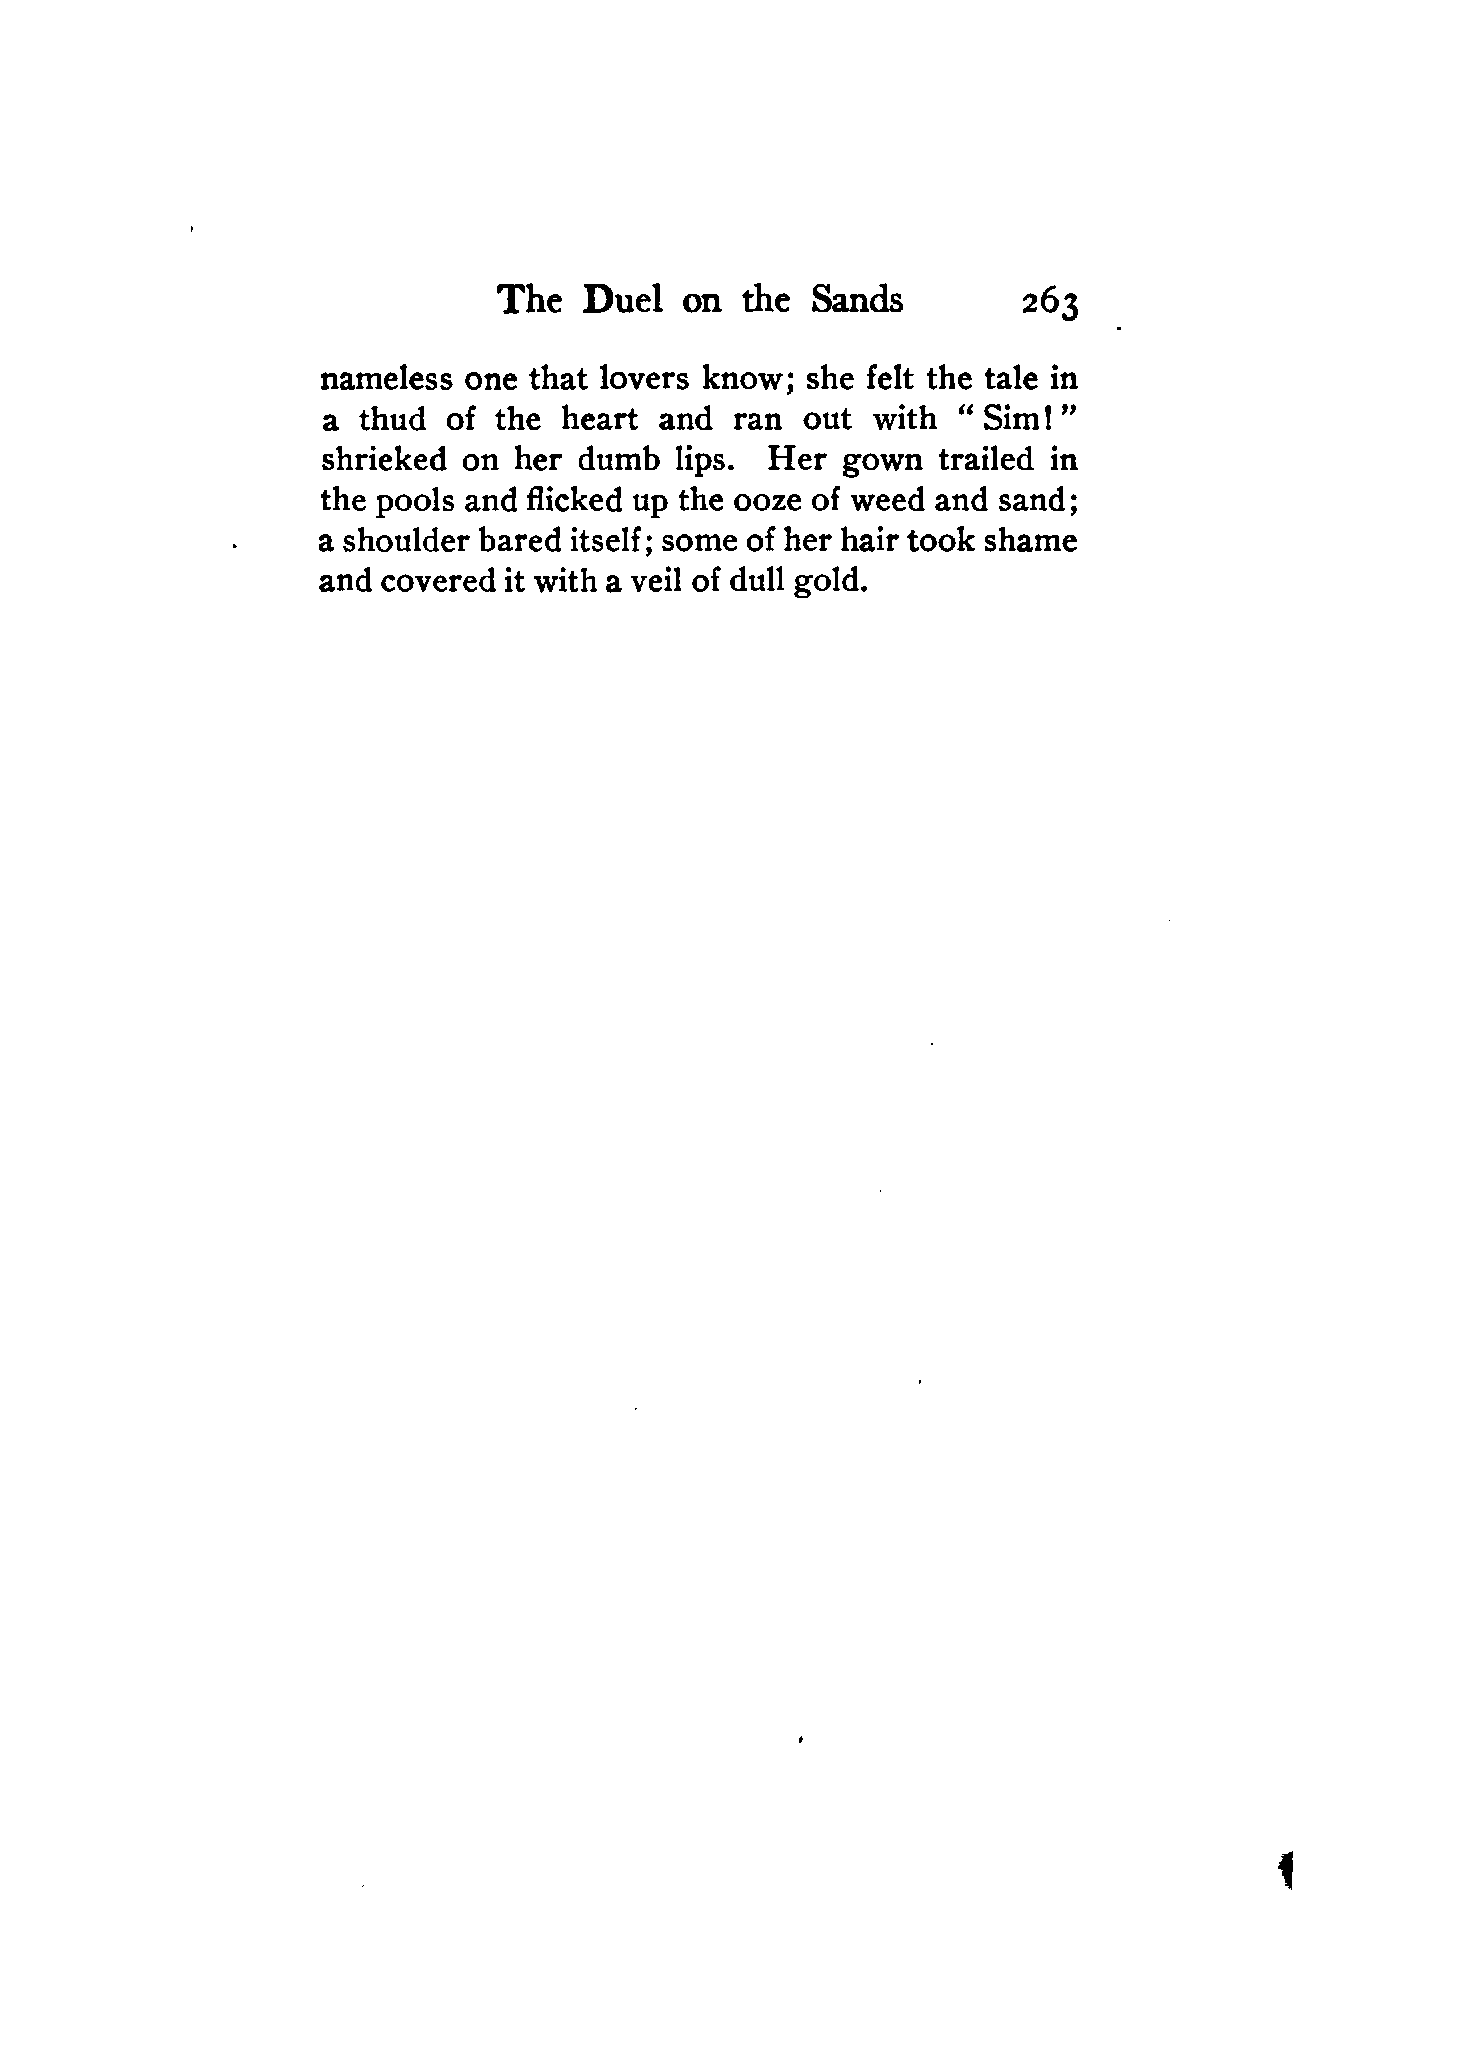 The Duel on the Sands 263
nameless one that lovers know; she felt the tale in
a thud of the heart and ran out with "Sim!"
shrieked on her dumb lips. Her gown trailed in
the pools and flicked up the ooze of weed and sand;
a shoulder bared itself; some of her hair took shame
and covered it with a veil of dull gold.